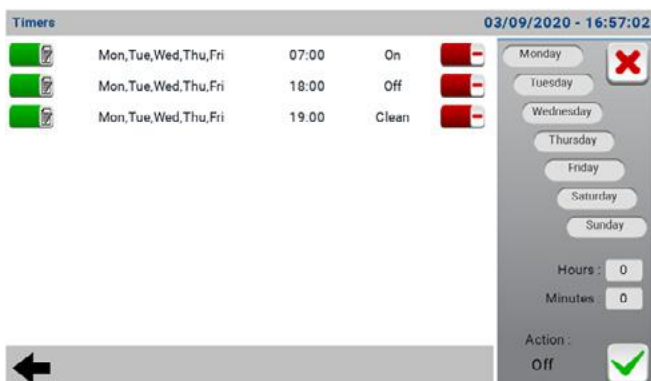 Timers 03/09/2020 - 16:57:02
Mon,Tue,Wed,Thu,Fri 07:00 On
Mon,Tue,Wed,Thu,Fri 18:00 Off
Mon,Tue,Wed,Thu,Fri 19.00 Clean
Monday
Tuesday
Wednesday
Thursday
Friday
Saturday
Sunday
Hours : 0
Minutes : 0
Action :
Off